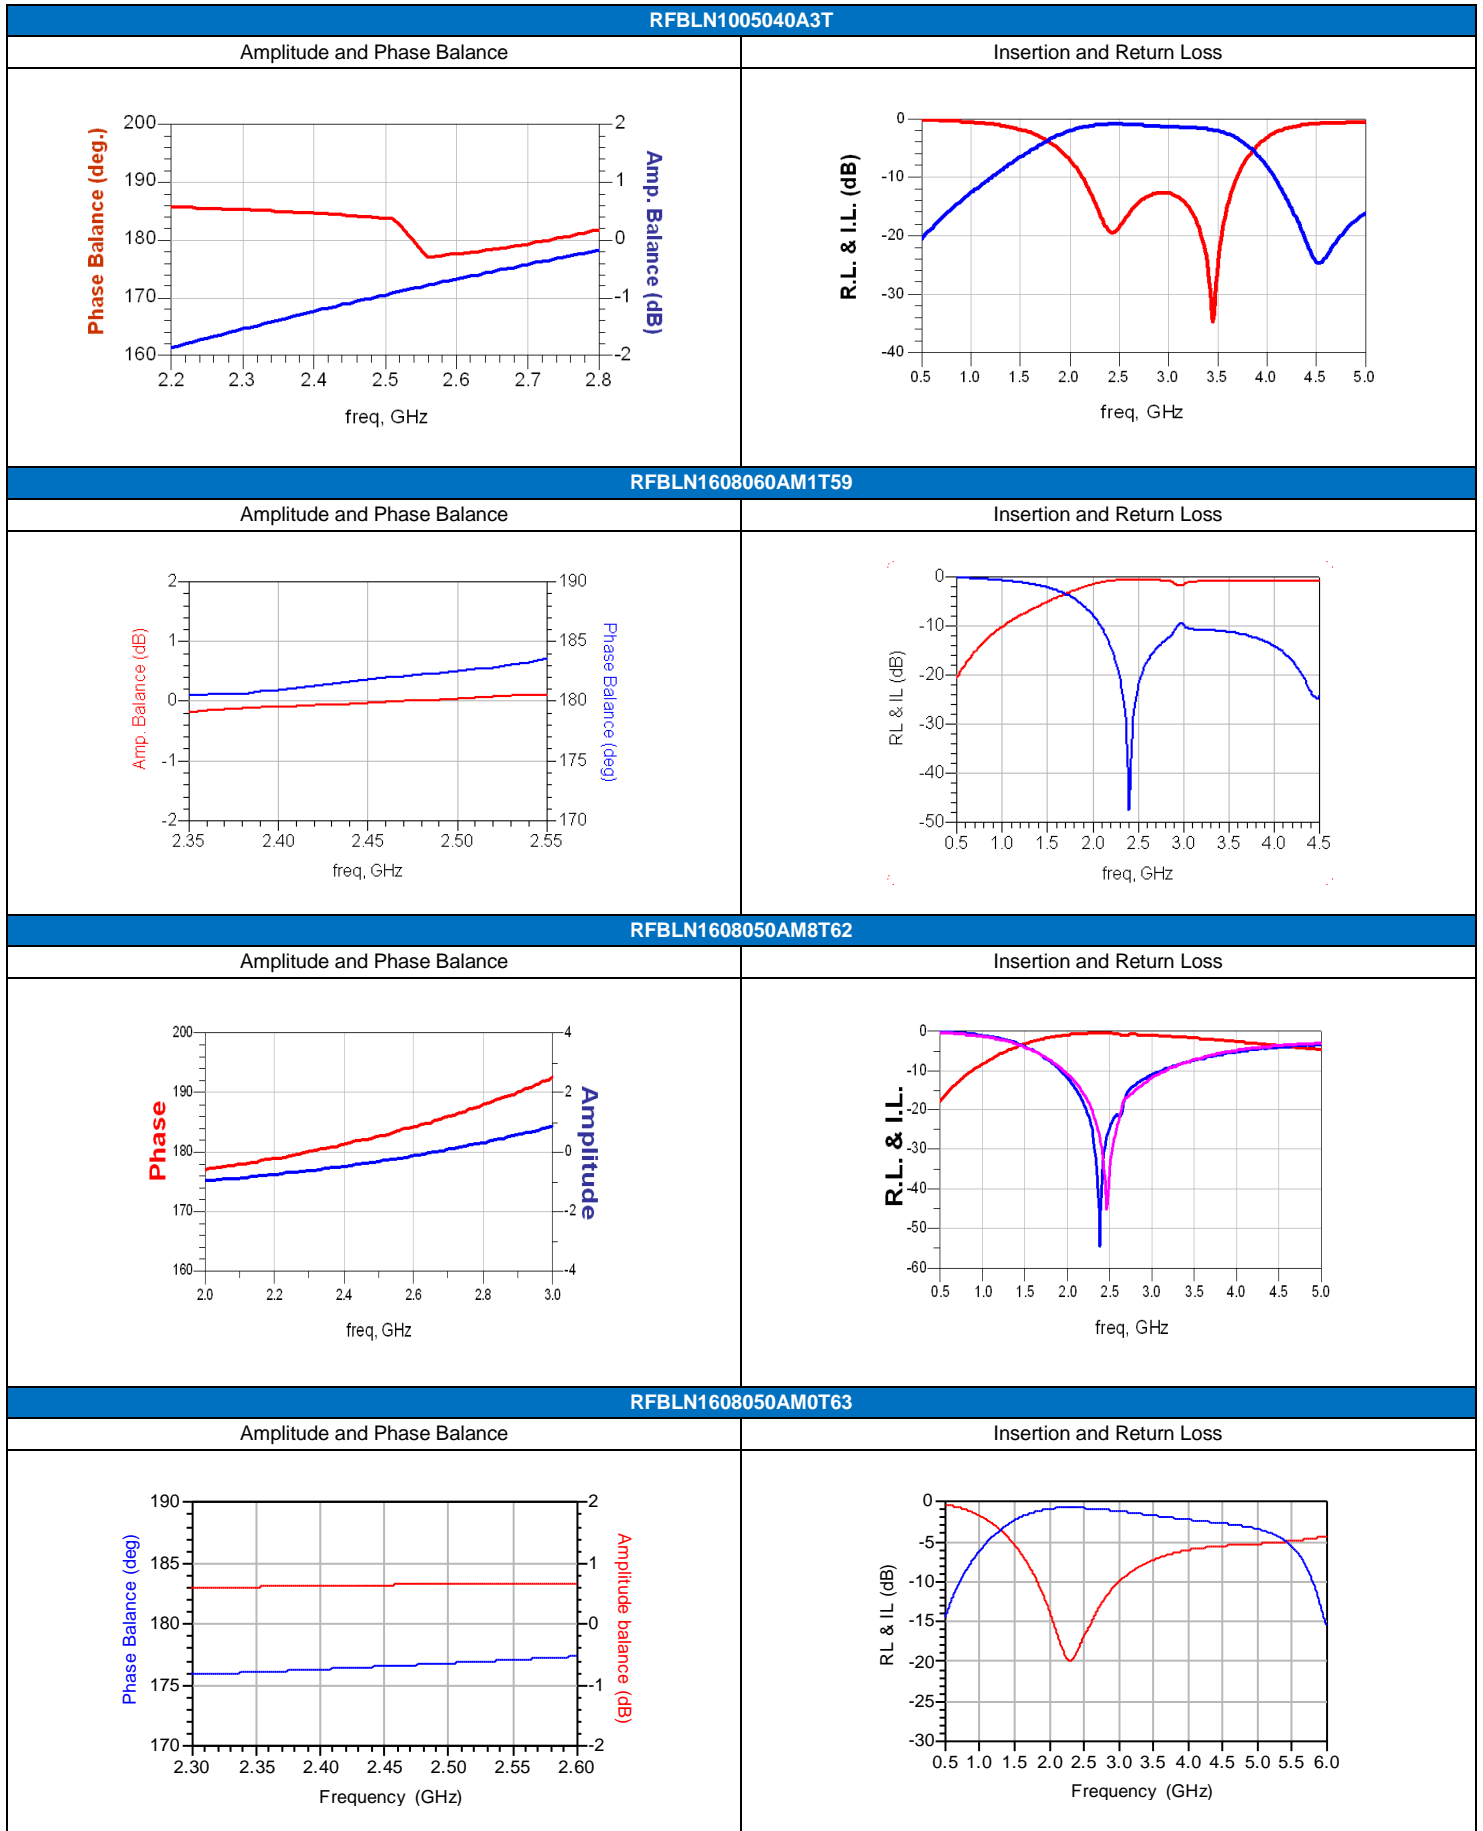 RFBLN1005040A3T
Amplitude and Phase Balance
Insertion and Return Loss
Phase Balance (deg.)
200
190
180
170
160
2
1
0
-1
-2
Amp. Balance (dB)
2.2 2.3 2.4 2.5 2.6 2.7 2.8
freq, GHz
R.L. & I.L. (dB)
0
-10
-20
-30
-40
0.5 1.0 1.5 2.0 2.5 3.0 3.5 4.0 4.5 5.0
freq, GHz
RFBLN1608060AM1T59
Amplitude and Phase Balance
Insertion and Return Loss
Amp. Balance (dB)
2
1
0
-1
-2
190
185
180
175
170
Phase Balance (deg)
2.35 2.40 2.45 2.50 2.55
freq, GHz
RL & IL (dB)
0
-10
-20
-30
-40
-50
0.5 1.0 1.5 2.0 2.5 3.0 3.5 4.0 4.5
freq, GHz
RFBLN1608050AM8T62
Amplitude and Phase Balance
Insertion and Return Loss
Phase
200
190
180
170
160
4
2
0
-2
-4
Amplitude
2.0 2.2 2.4 2.6 2.8 3.0
freq, GHz
R.L. & I.L.
0
-10
-20
-30
-40
-50
-60
0.5 1.0 1.5 2.0 2.5 3.0 3.5 4.0 4.5 5.0
freq, GHz
RFBLN1608050AM0T63
Amplitude and Phase Balance
Insertion and Return Loss
Phase Balance (deg)
190
185
180
175
170
2
1
0
-1
-2
Amplitude balance (dB)
2.30 2.35 2.40 2.45 2.50 2.55 2.60
Frequency (GHz)
RL & IL (dB)
0
-5
-10
-15
-20
-25
-30
0.5 1.0 1.5 2.0 2.5 3.0 3.5 4.0 4.5 5.0 5.5 6.0
Frequency (GHz)